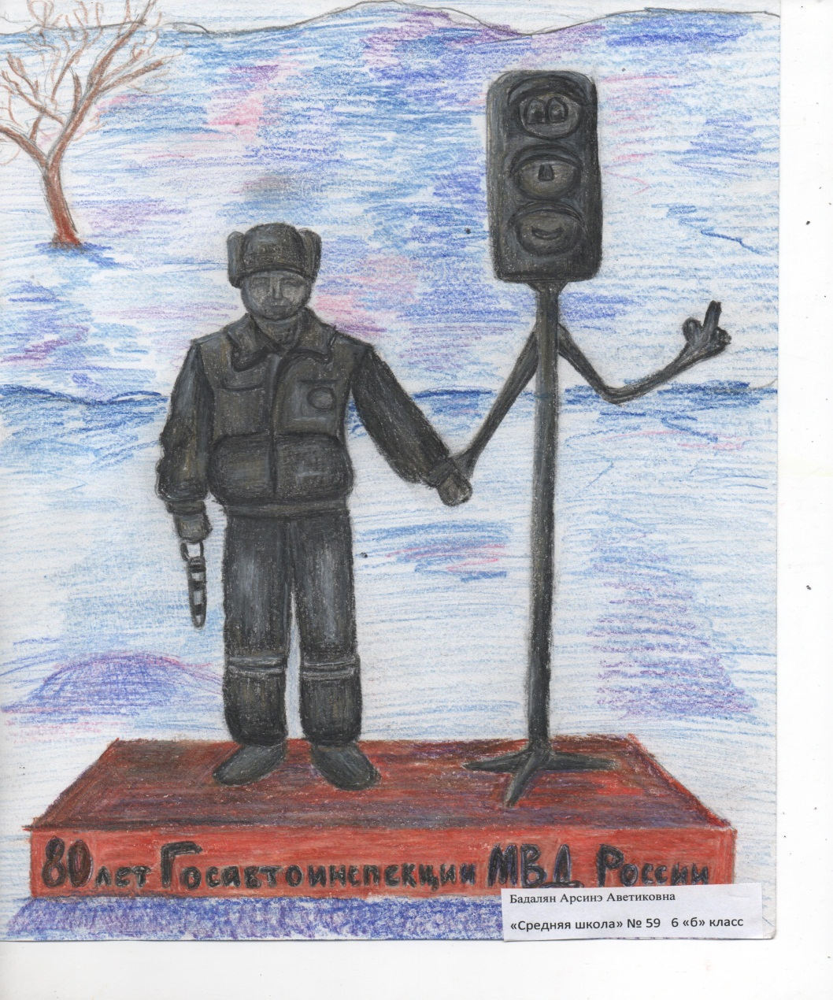 80 лет Госавтоинспекции МВД России
Бадалян Арсинэ Аветиковна
«Средняя школа» № 59 6 «б» класс